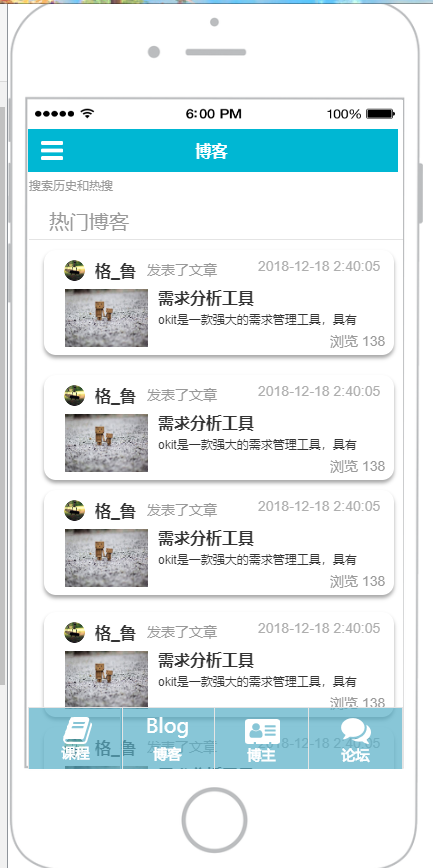 6:00 PM
100%
博客
搜索历史和热搜
热门博客
格_鲁 发表了文章 2018-12-18 2:40:05
需求分析工具
okit是一款强大的需求管理工具，具有
浏览 138
格_鲁 发表了文章 2018-12-18 2:40:05
需求分析工具
okit是一款强大的需求管理工具，具有
浏览 138
格_鲁 发表了文章 2018-12-18 2:40:05
需求分析工具
okit是一款强大的需求管理工具，具有
浏览 138
格_鲁 发表了文章 2018-12-18 2:40:05
需求分析工具
okit是一款强大的需求管理工具，具有
浏览 138
格_鲁 发表了文章 2018-12-18 2:40:05
Blog
课程 博客 博主 论坛